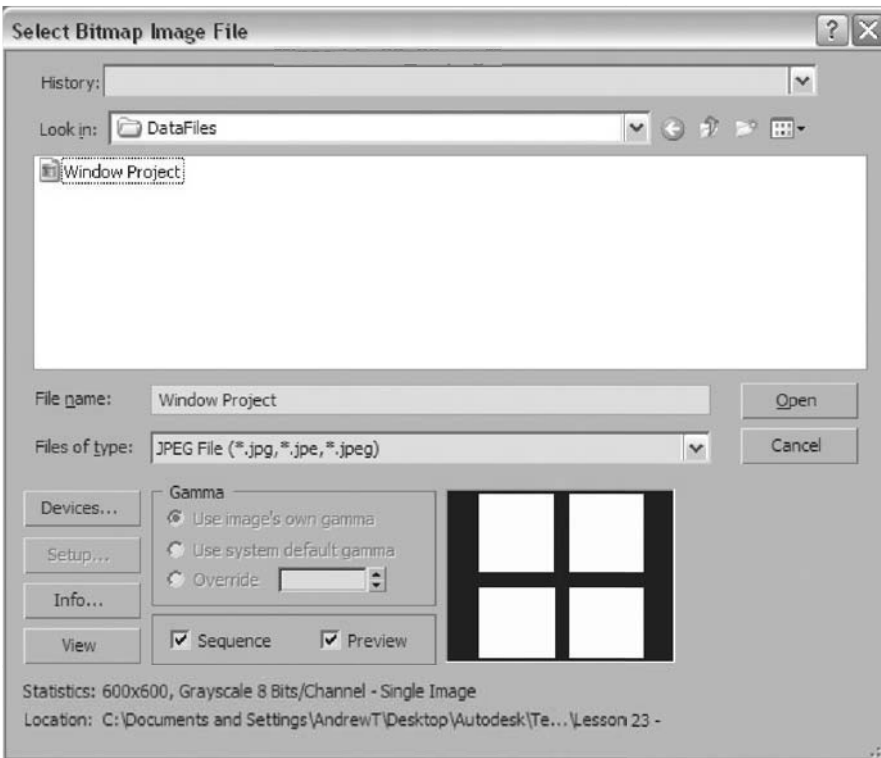 Select Bitmap Image File
History:
Look in: DataFiles
Window Project
File name: Window Project
Open
Files of type: JPEG File (*.jpg,*.jpe,*.jpeg)
Cancel
Devices...
Setup...
Info...
View
Gamma
Use image's own gamma
Use system default gamma
Override
Sequence Preview
Statistics: 600x600, Grayscale 8 Bits/Channel - Single Image
Location: C:\Documents and Settings\AndrewT\Desktop\Autodesk\Te...\Lesson 23 -